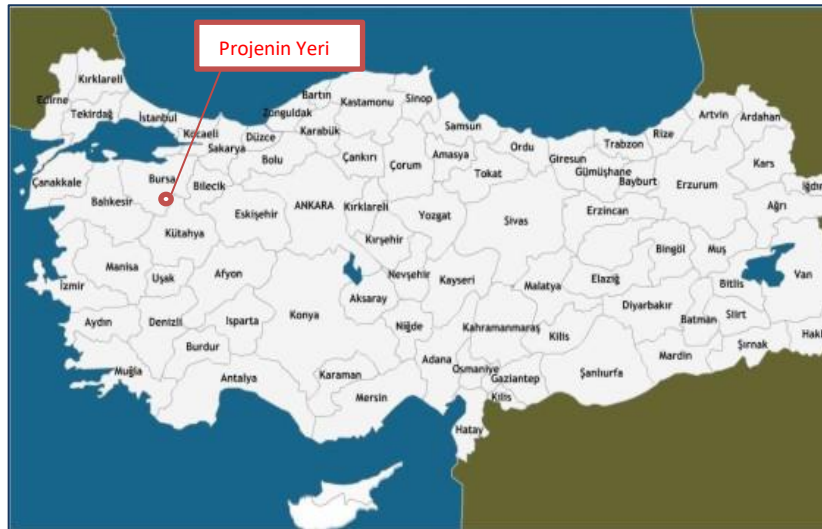 Projenin Yeri
Kırklareli
Edirne
Tekirdağ
İstanbul
Kocaeli
Sakarya
Düzce
Zonguldak
Bartın
Karabük
Kastamonu
Sinop
Samsun
Ordu
Giresun
Trabzon
Rize
Artvin
Ardahan
Bolu
Çankırı
Çorum
Amasya
Tokat
Gümüşhane
Bayburt
Erzurum
Kars
Iğdır
Çanakkale
Balıkesir
Bursa
Bilecik
Eskişehir
ANKARA
Kırklareli
Yozgat
Sivas
Erzincan
Ağrı
Kütahya
Kırşehir
Bingöl
Muş
Manisa
Uşak
Afyon
Nevşehir
Kayseri
Malatya
Elazığ
Bitlis
Van
İzmir
Aksaray
Konya
Diyarbakır
Batman
Siirt
Aydın
Denizli
Isparta
Niğde
Kahramanmaraş
Kilis
Şırnak
Hakk
Burdur
Mardin
Muğla
Antalya
Karaman
Mersin
Adana
Osmaniye
Gaziantep
Kilis
Şanlıurfa
Hatay